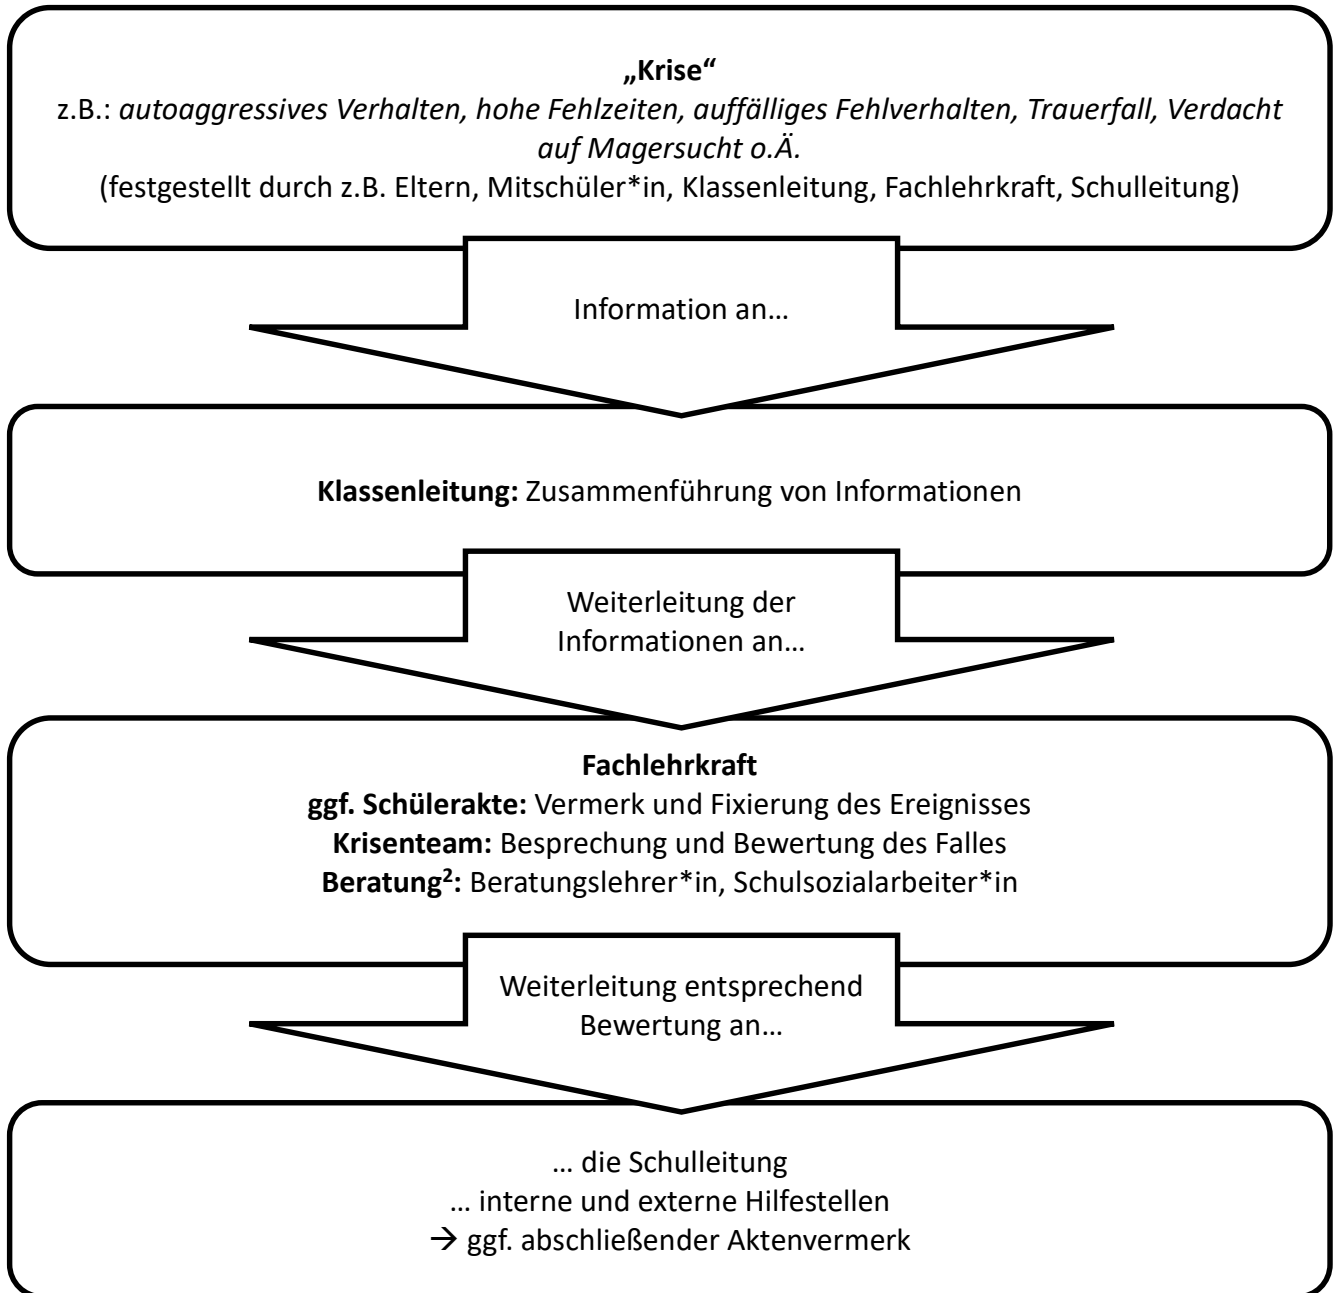 „Krise“
z.B.: autoaggressives Verhalten, hohe Fehlzeiten, auffälliges Fehlverhalten, Trauerfall, Verdacht
auf Magersucht o.Ä.
(festgestellt durch z.B. Eltern, Mitschüler*in, Klassenleitung, Fachlehrkraft, Schulleitung)
Information an…
Klassenleitung: Zusammenführung von Informationen
Weiterleitung der
Informationen an…
Fachlehrkraft
ggf. Schülerakte: Vermerk und Fixierung des Ereignisses
Krisenteam: Besprechung und Bewertung des Falles
Beratung²: Beratungslehrer*in, Schulsozialarbeiter*in
Weiterleitung entsprechend
Bewertung an…
… die Schulleitung
… interne und externe Hilfestellen
→ ggf. abschließender Aktenvermerk